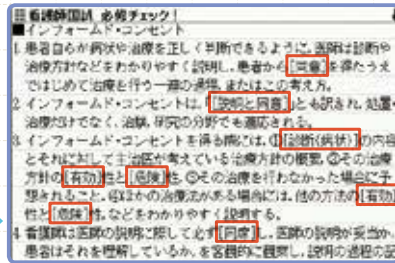 看護師国試 必修チェック!
■インフォームド・コンセント
1. 患者自らが病状や治療を正しく判断できるように、医師は診断や
治療方針などをわかりやすく説明し、患者から[同意]を得たうえ
ではじめて治療を行う一連の過程、またはこの考え方。
2. インフォームド・コンセントは、「[説明と同意]」とも訳され、処置・
治療だけでなく、治験、研究の分野でも適応される。
3. インフォームド・コンセントを得る際には、①[診断(病状)]の内容
とそれに対して主治医が考えている治療方針の概要、②その治療
方針の[有効]性と[危険]性、③その治療を行わなかった場合に予
想されること、④ほかの治療法がある場合には、他の方法の[有効]
性と[危険]性、などをわかりやすく説明する。
4. 看護師は医師の説明に際して必ず[同席]し、医師の説明が妥当か、
患者はそれを理解しているか、を客観的に観察し、説明の過程の記